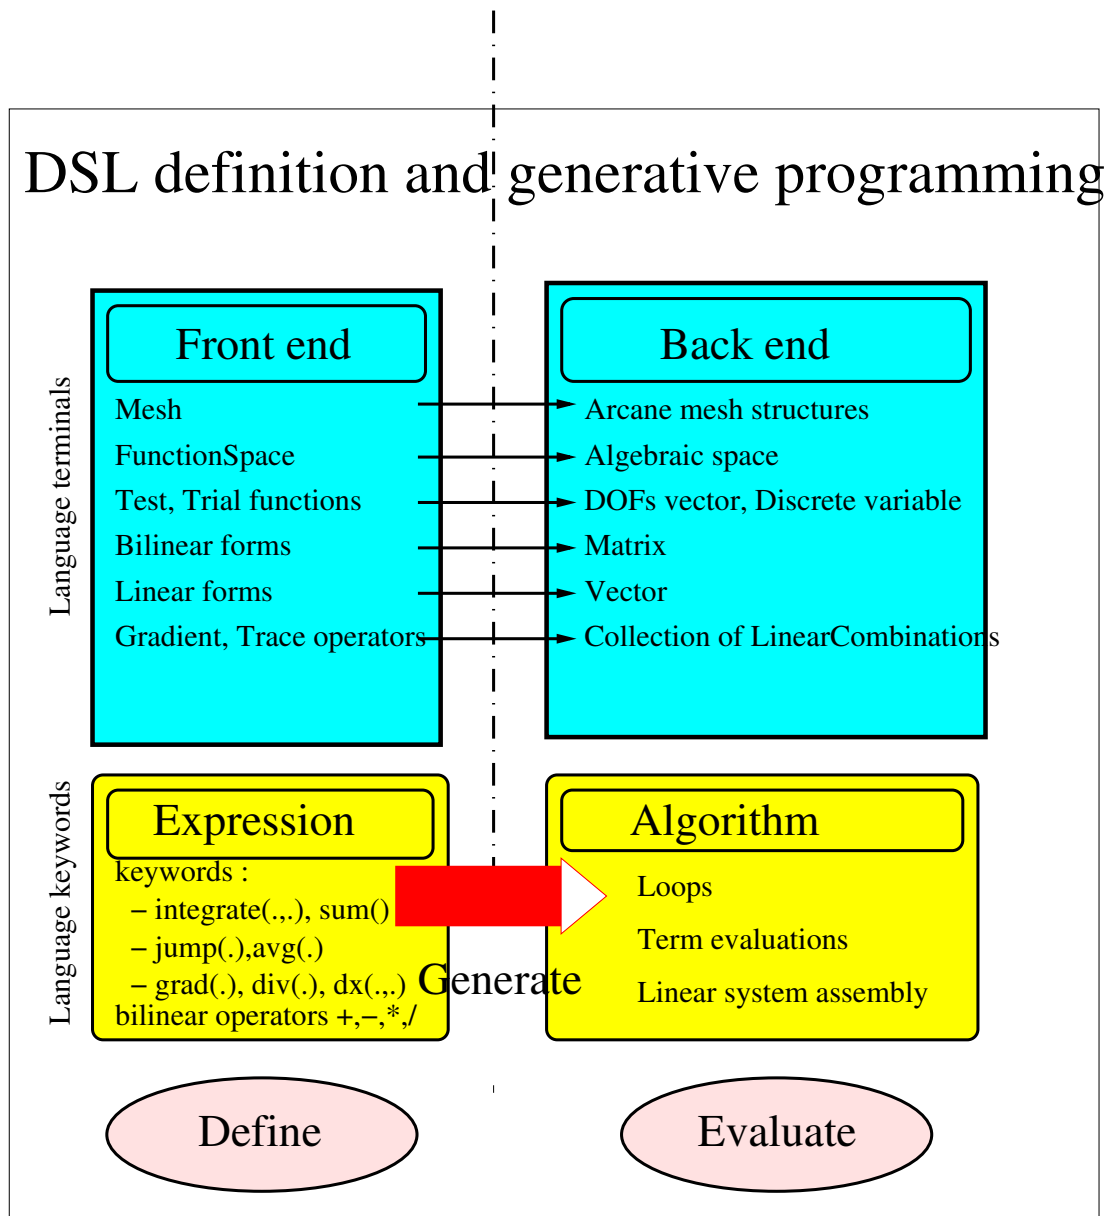 DSL definition and generative programming
Language terminals
Front end
Mesh
FunctionSpace
Test, Trial functions
Bilinear forms
Linear forms
Gradient, Trace operators
Back end
Arcane mesh structures
Algebraic space
DOFs vector, Discrete variable
Matrix
Vector
Collection of LinearCombinations
Language keywords
Expression
keywords :
− integrate(.,.), sum()
− jump(.),avg(.)
− grad(.), div(.), dx(.,.)
bilinear operators +,−,*,/
Generate
Algorithm
Loops
Term evaluations
Linear system assembly
Define
Evaluate